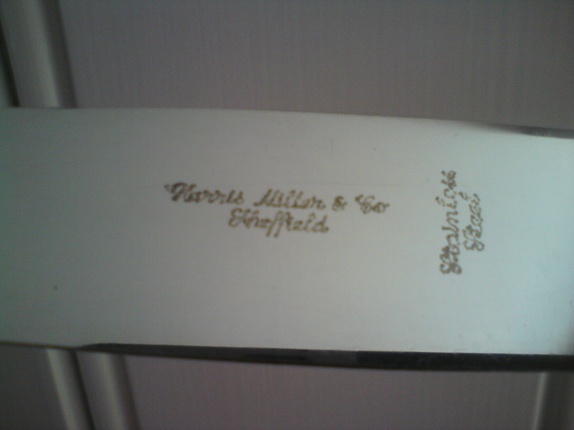 Harris Miller & Co
Sheffield
Stainless
Steel